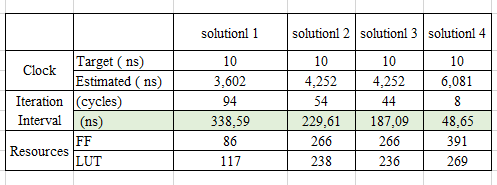 solutionl 1 solutionl 2 solutionl 3 solutionl 4
Clock Target ( ns) 10 10 10 10
Estimated ( ns) 3,602 4,252 4,252 6,081
Iteration Interval (cycles) 94 54 44 8
(ns) 338,59 229,61 187,09 48,65
Resources FF 86 266 266 391
LUT 117 238 236 269